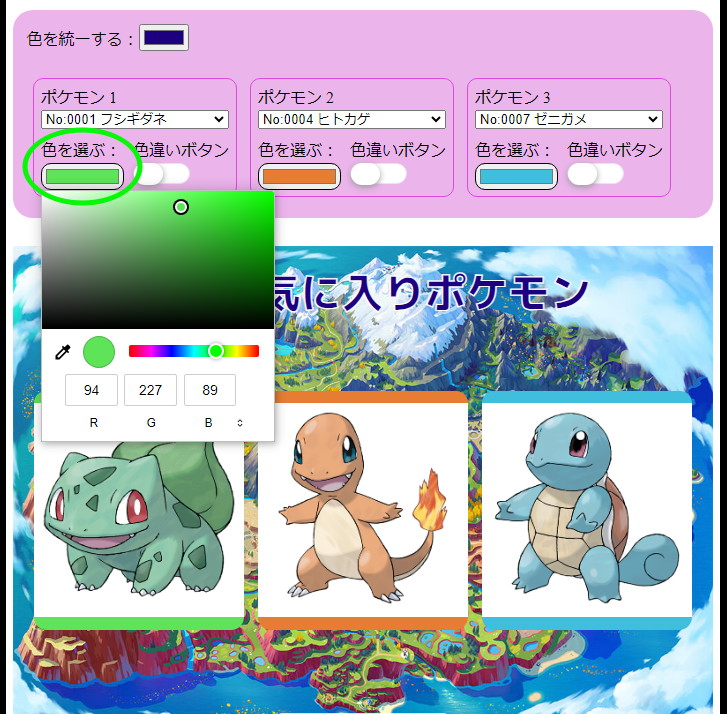 色を統一する：
ポケモン 1
ポケモン 2
ポケモン 3
No:0001 フシギダネ
No:0004 ヒトカゲ
No:0007 ゼニガメ
色を選ぶ： 色違いボタン
色を選ぶ： 色違いボタン
色を選ぶ： 色違いボタン
気に入りポケモン
94 227 89
R G B